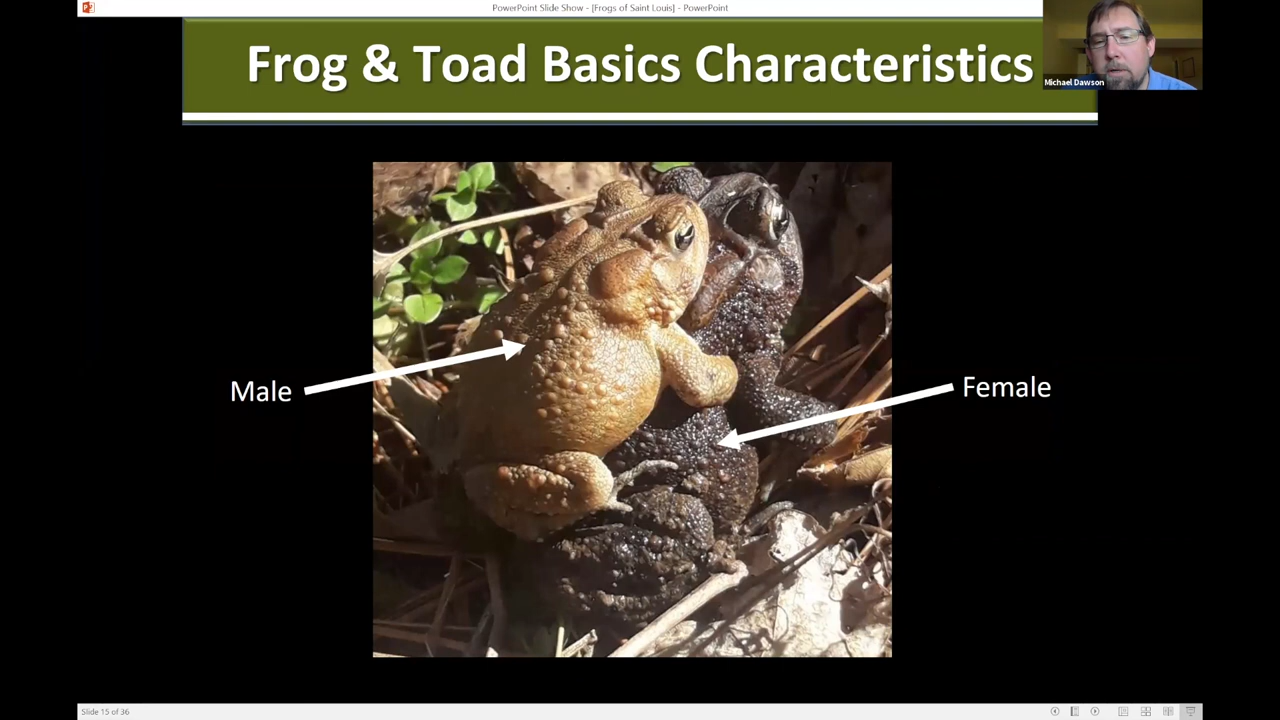 PowerPoint Slide Show - [Frogs of Saint Louis] - PowerPoint
Frog & Toad Basics Characteristics
Michael Dawson
Male
Female
Slide 15 of 36